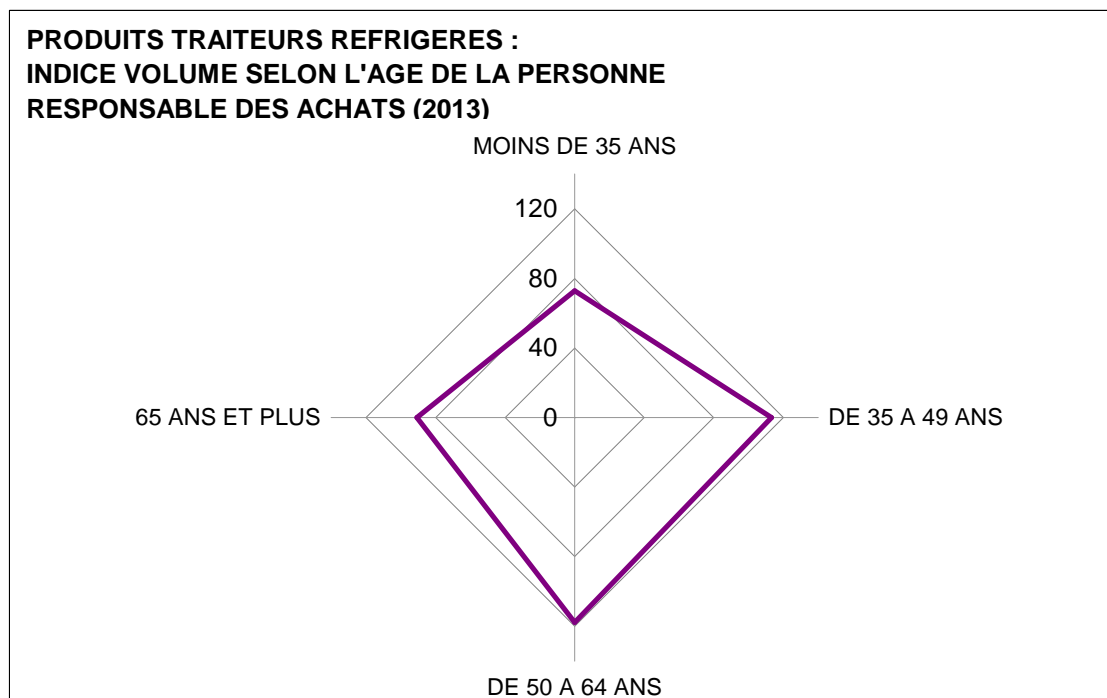 PRODUITS TRAITEURS REFRIGERES :
INDICE VOLUME SELON L'AGE DE LA PERSONNE
RESPONSABLE DES ACHATS (2013)
MOINS DE 35 ANS
120
80
40
65 ANS ET PLUS
0
DE 35 A 49 ANS
DE 50 A 64 ANS